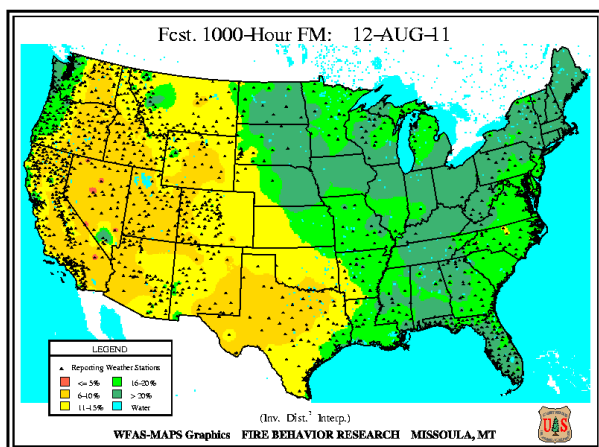 Fcst. 1000-Hour FM: 12-AUG-11
LEGEND
Reporting Weather Stations
<= 5% 16-20%
6-10% > 20%
11-15% Water
(Inv. Dist.² Interp.)
WFAS-MAPS Graphics FIRE BEHAVIOR RESEARCH MISSOULA, MT
U S